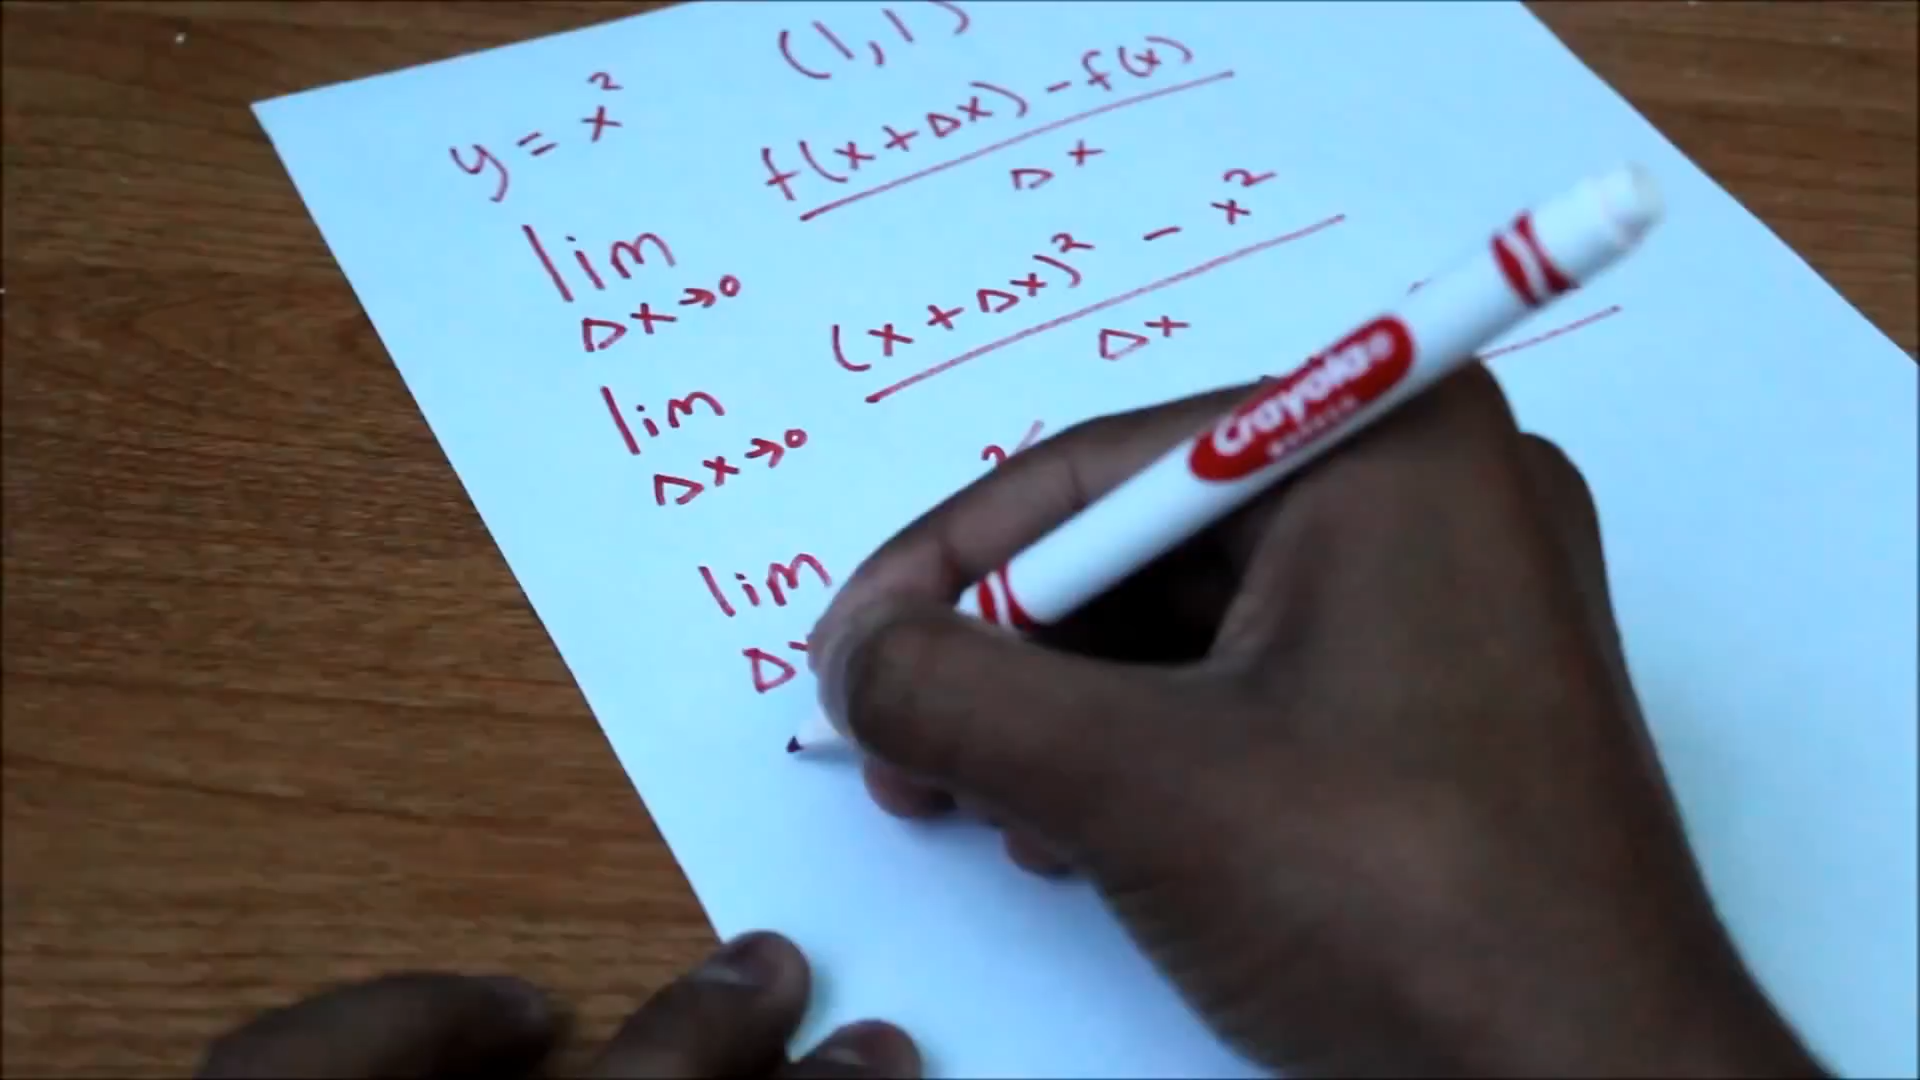 y = x² (1,1)
lim Δx→0 f(x+Δx) - f(x) / Δx
lim Δx→0 (x+Δx)² - x² / Δx
lim
Crayola